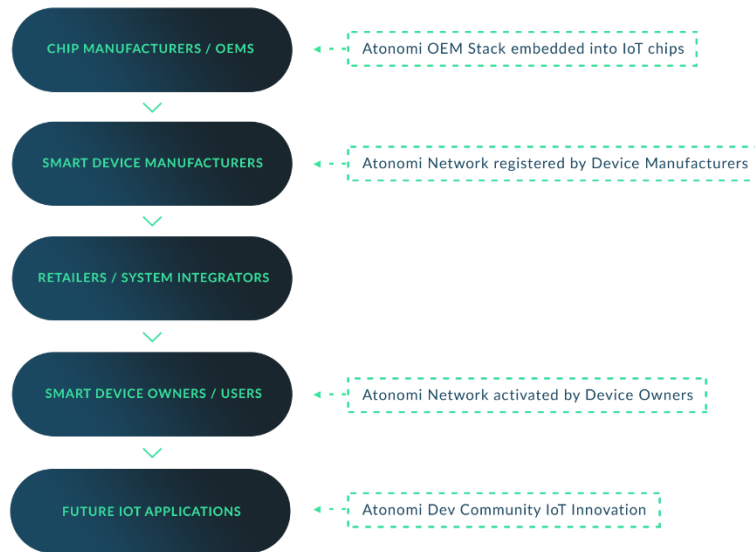 CHIP MANUFACTURERS / OEMS
Atonomi OEM Stack embedded into IoT chips
SMART DEVICE MANUFACTURERS
Atonomi Network registered by Device Manufacturers
RETAILERS / SYSTEM INTEGRATORS
SMART DEVICE OWNERS / USERS
Atonomi Network activated by Device Owners
FUTURE IOT APPLICATIONS
Atonomi Dev Community IoT Innovation